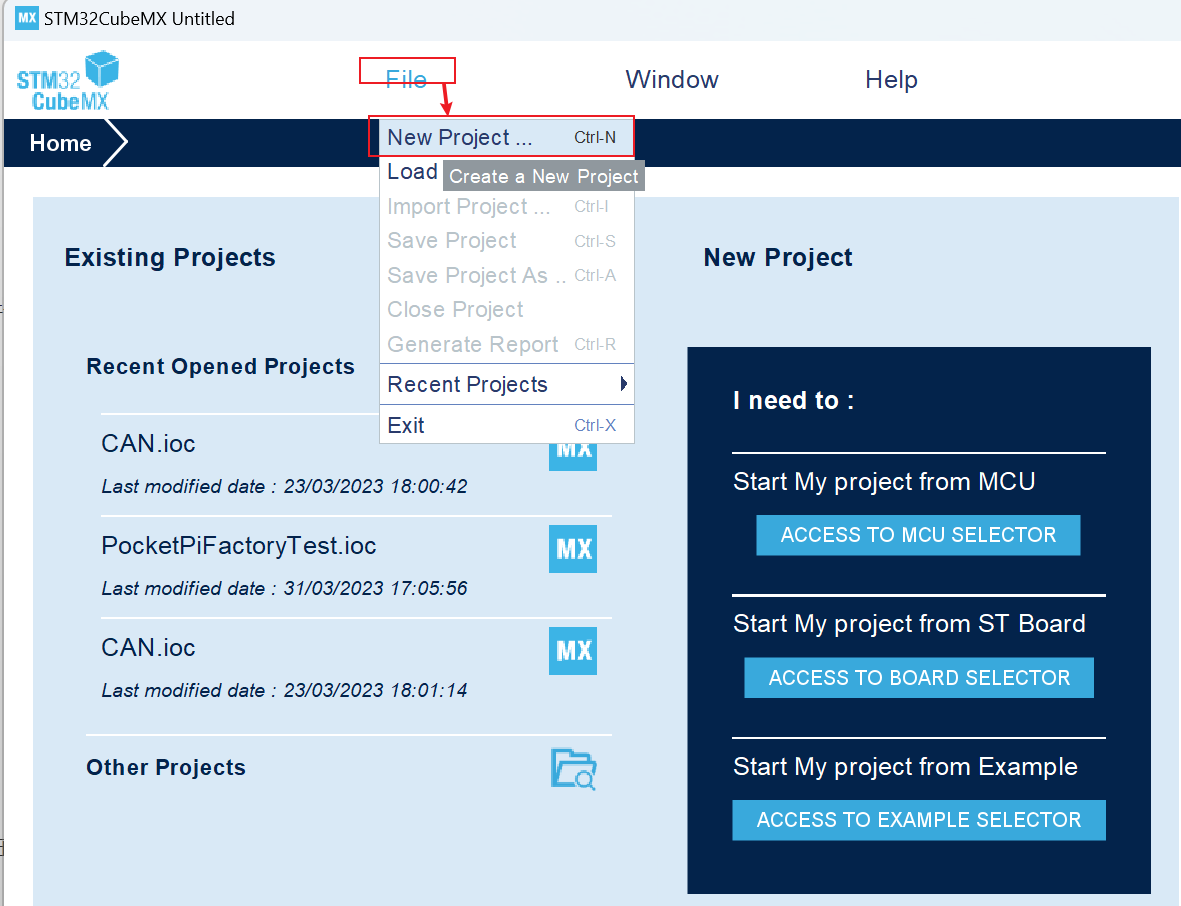 MX STM32CubeMX Untitled
STM32
CubeMX
File
Window
Help
Home
New Project ... Ctrl-N
Load
Create a New Project
Import Project ... Ctrl-I
Save Project Ctrl-S
Save Project As .. Ctrl-A
Close Project
Generate Report Ctrl-R
Recent Projects
Exit Ctrl-X
Existing Projects
Recent Opened Projects
CAN.ioc
MX
Last modified date : 23/03/2023 18:00:42
PocketPiFactoryTest.ioc
MX
Last modified date : 31/03/2023 17:05:56
CAN.ioc
MX
Last modified date : 23/03/2023 18:01:14
Other Projects
New Project
I need to :
Start My project from MCU
ACCESS TO MCU SELECTOR
Start My project from ST Board
ACCESS TO BOARD SELECTOR
Start My project from Example
ACCESS TO EXAMPLE SELECTOR